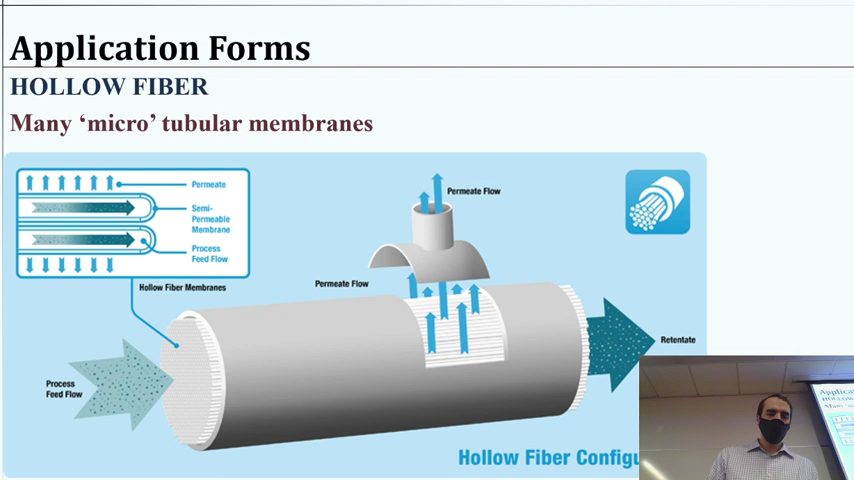 Application Forms
HOLLOW FIBER
Many ‘micro’ tubular membranes
Permeate
Semi-
Permeable
Membrane
Process
Feed Flow
Hollow Fiber Membranes
Permeate Flow
Permeate Flow
Process
Feed Flow
Retentate
Hollow Fiber Configu